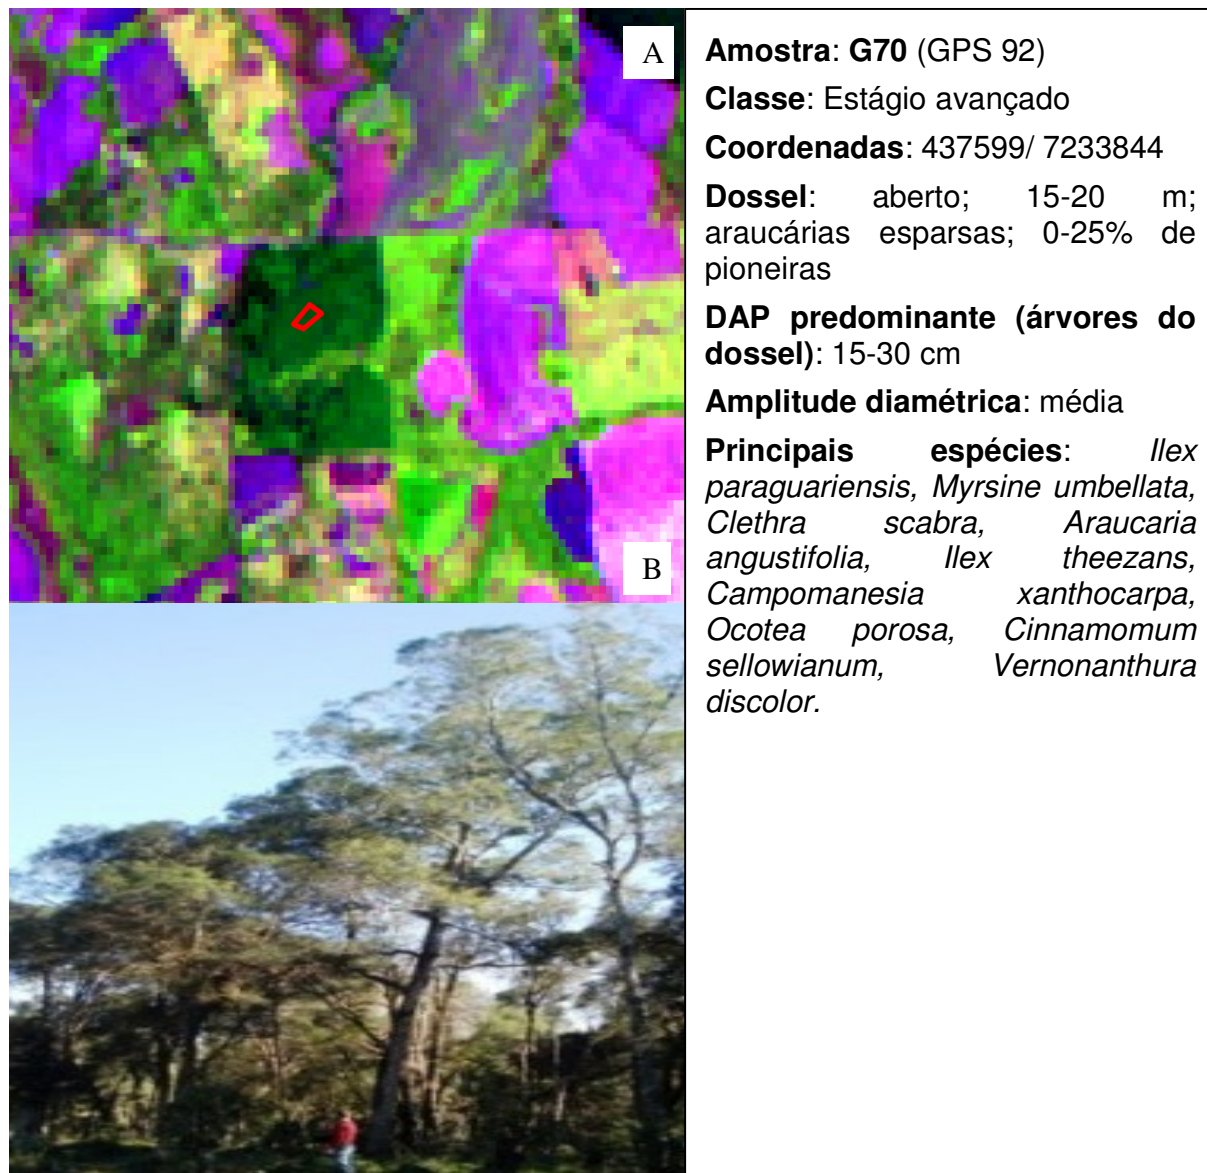 A
B
Amostra: G70 (GPS 92)
Classe: Estágio avançado
Coordenadas: 437599/ 7233844
Dossel: aberto; 15-20 m;
araucárias esparsas; 0-25% de
pioneiras
DAP predominante (árvores do
dossel): 15-30 cm
Amplitude diamétrica: média
Principais espécies: Ilex
paraguariensis, Myrsine umbellata,
Clethra scabra, Araucaria
angustifolia, Ilex theezans,
Campomanesia xanthocarpa,
Ocotea porosa, Cinnamomum
sellowianum, Vernonanthura
discolor.